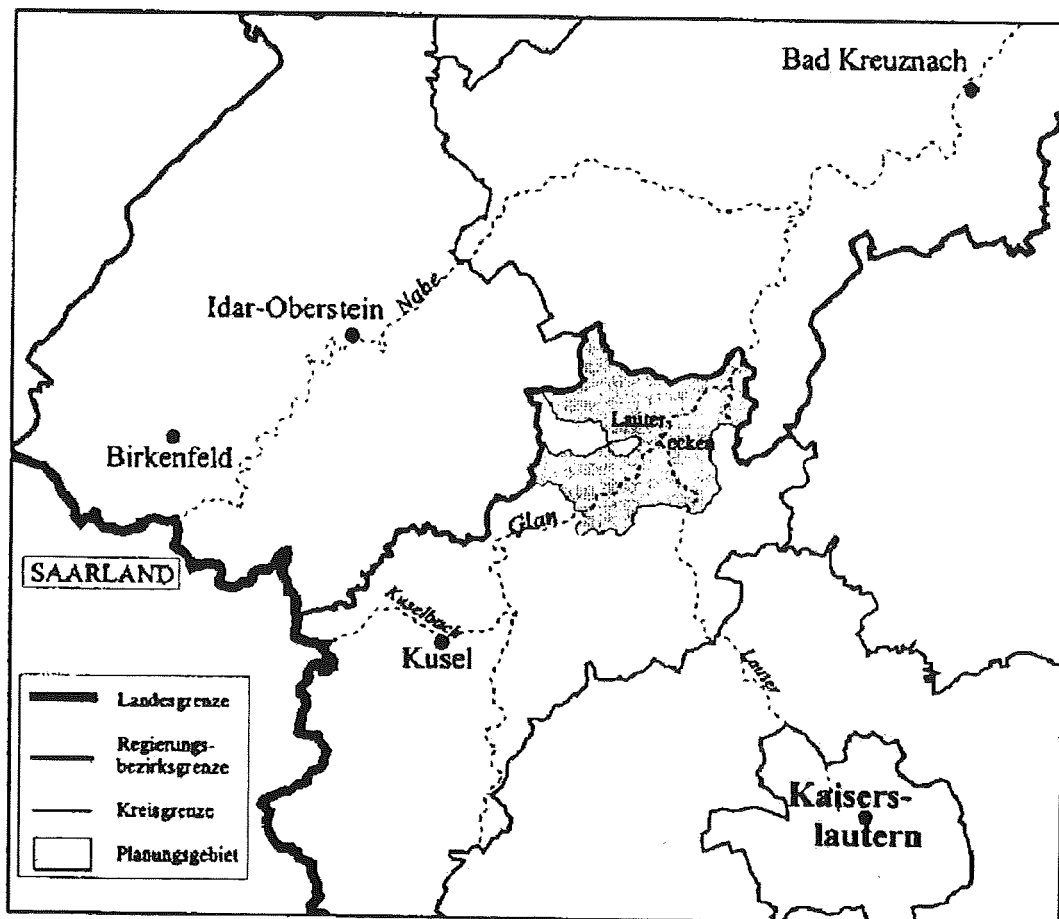 Bad Kreuznach
Nahe
Idar-Oberstein
Birkenfeld
Lauter-
ecken
Glan
SAARLAND
Kuselbach
Kusel
Lauter
Landesgrenze
Regierungs-
bezirksgrenze
Kreisgrenze
Planungsgebiet
Kaisers-
lautern